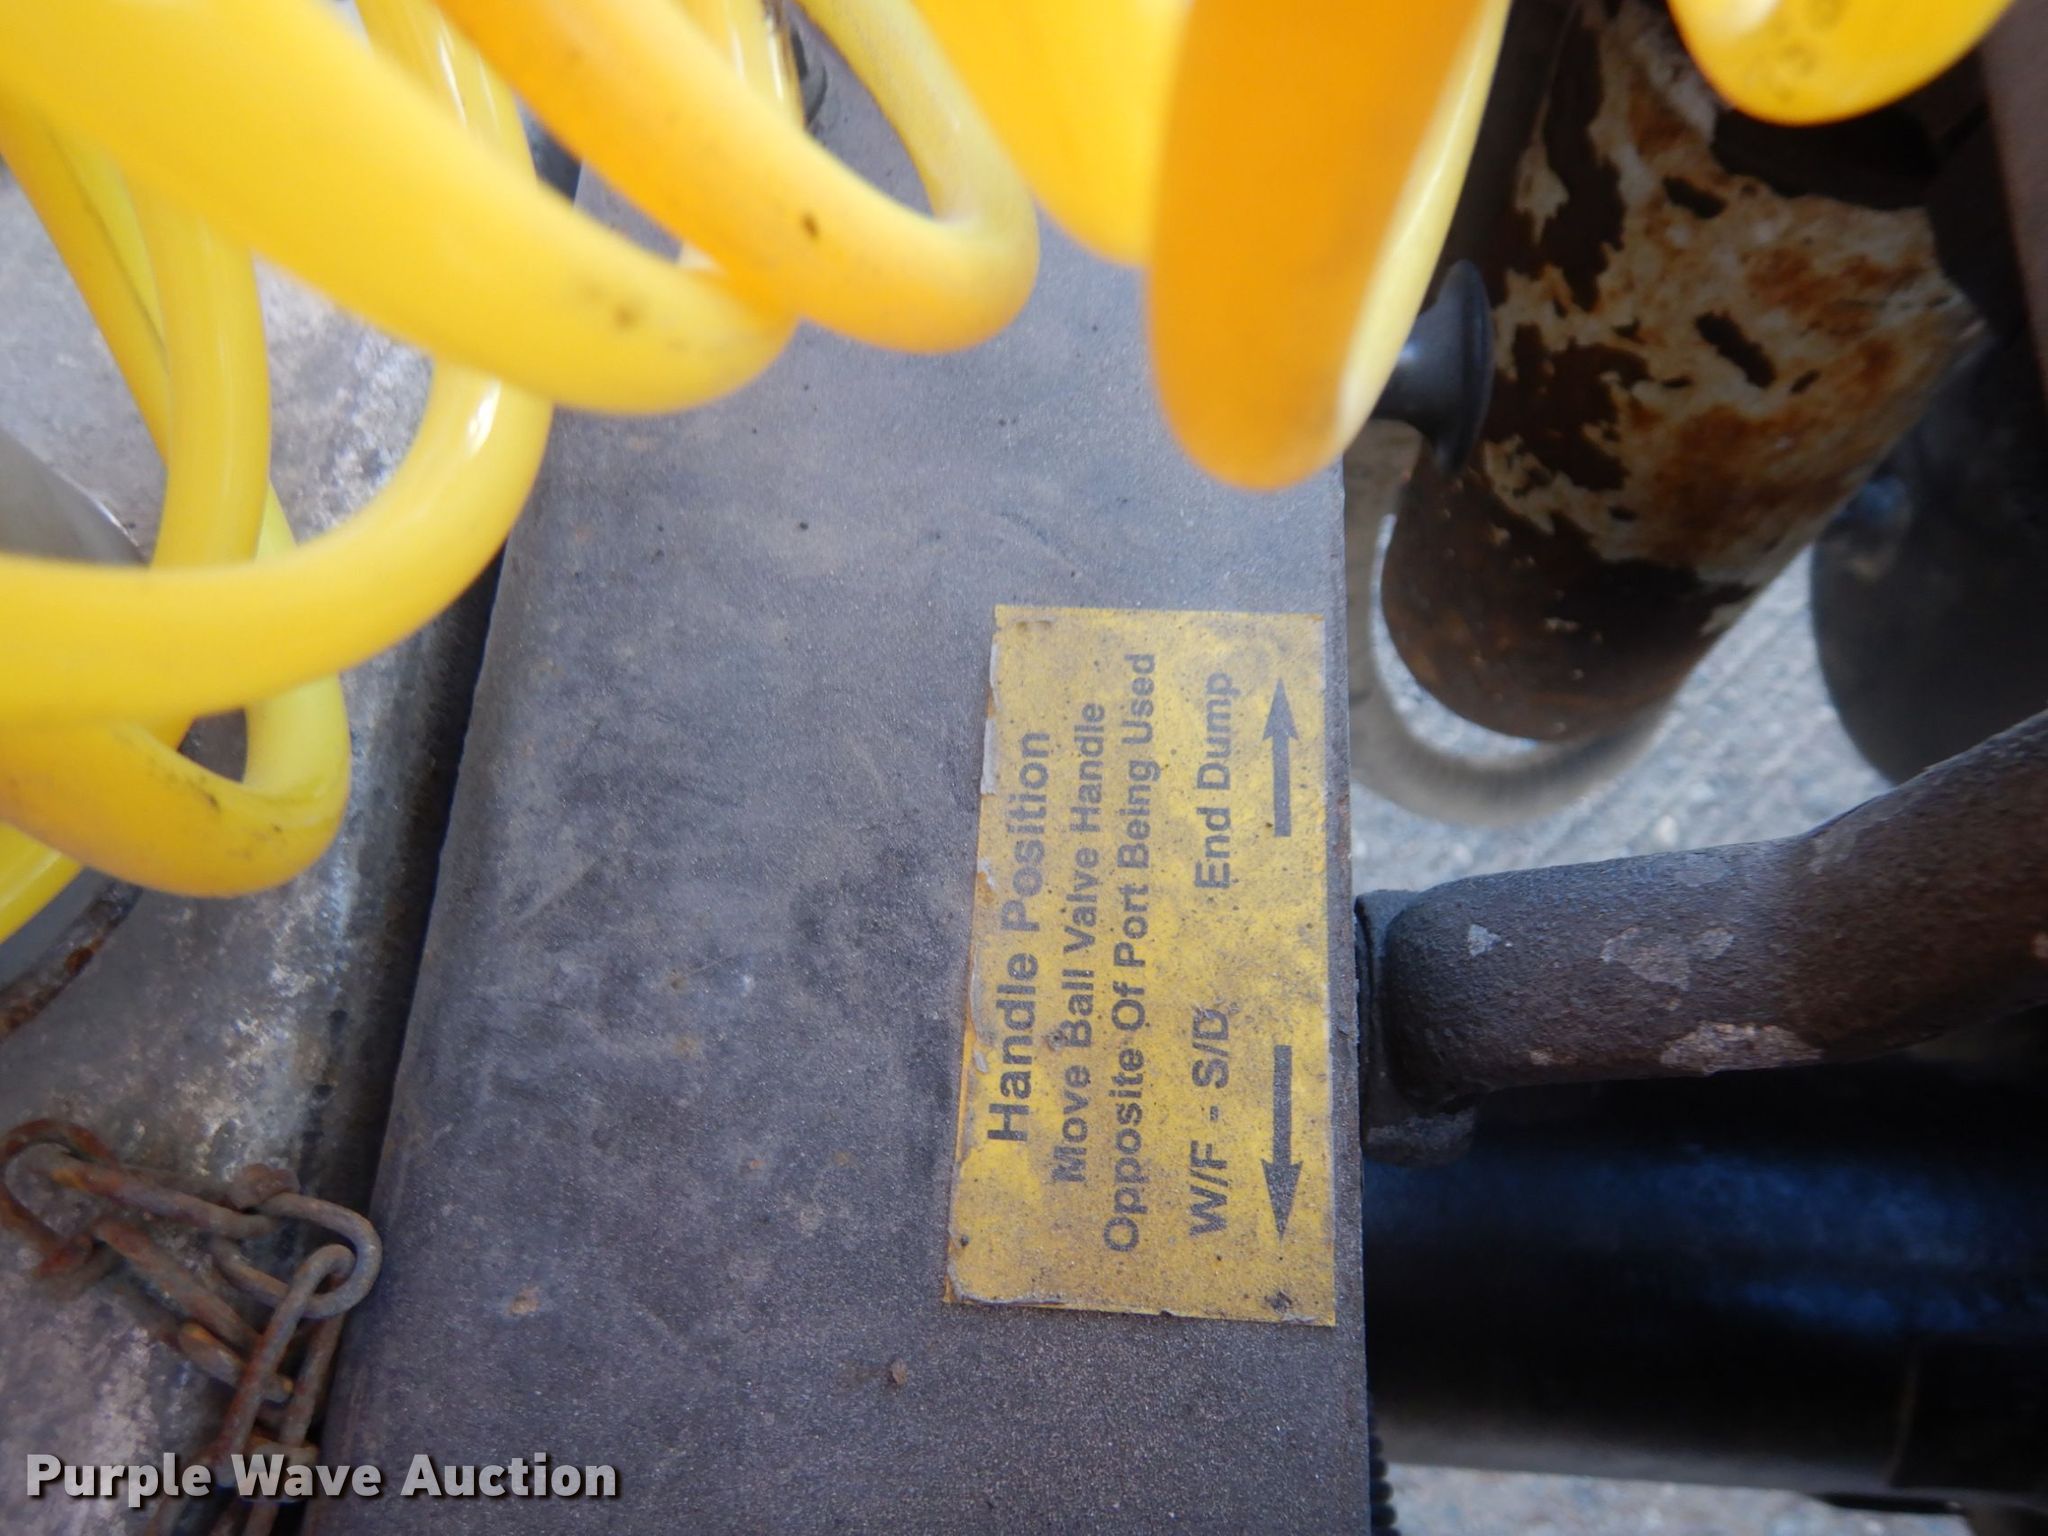 Handle Position
Move Ball Valve Handle
Opposite Of Port Being Used
W/F - S/D End Dump
Purple Wave Auction